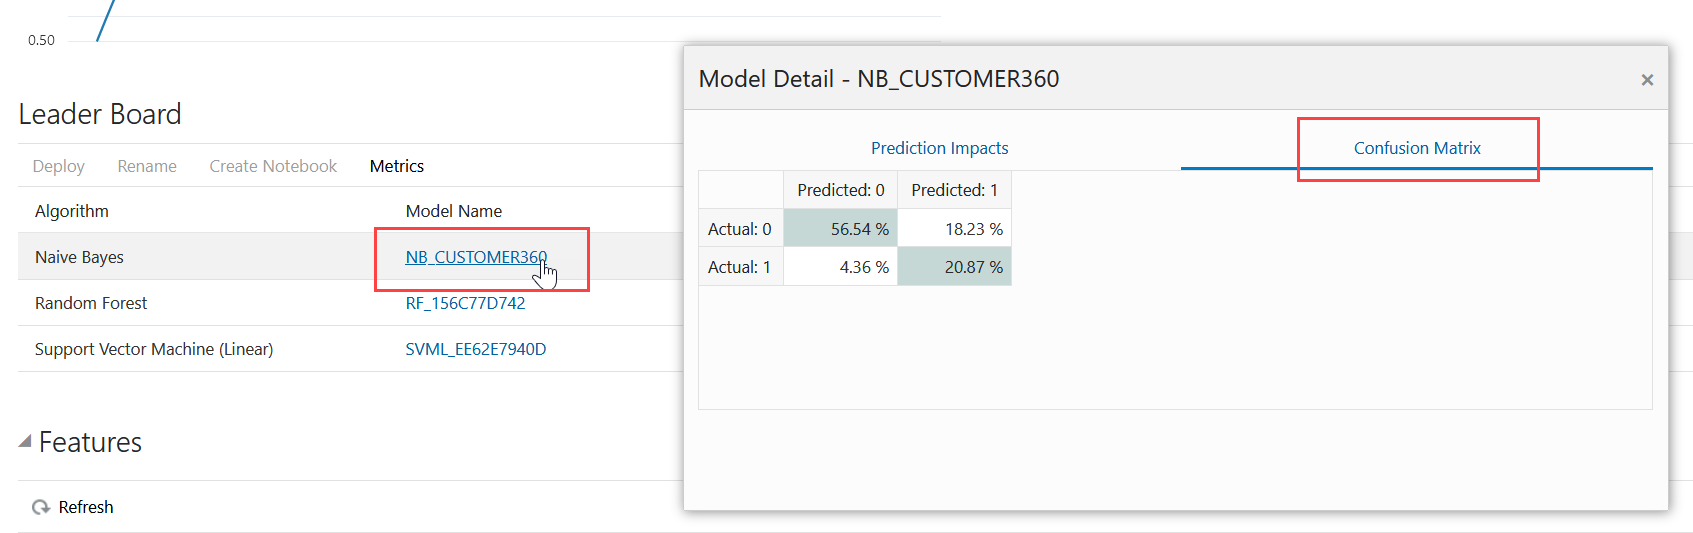 0.50
Leader Board
Deploy Rename Create Notebook Metrics
Algorithm Model Name
Naive Bayes NB_CUSTOMER360
Random Forest RF_156C77D742
Support Vector Machine (Linear) SVML_EE62E7940D
Features
Refresh
Model Detail - NB_CUSTOMER360 ×
Prediction Impacts Confusion Matrix
Predicted: 0 Predicted: 1
Actual: 0 56.54 % 18.23 %
Actual: 1 4.36 % 20.87 %